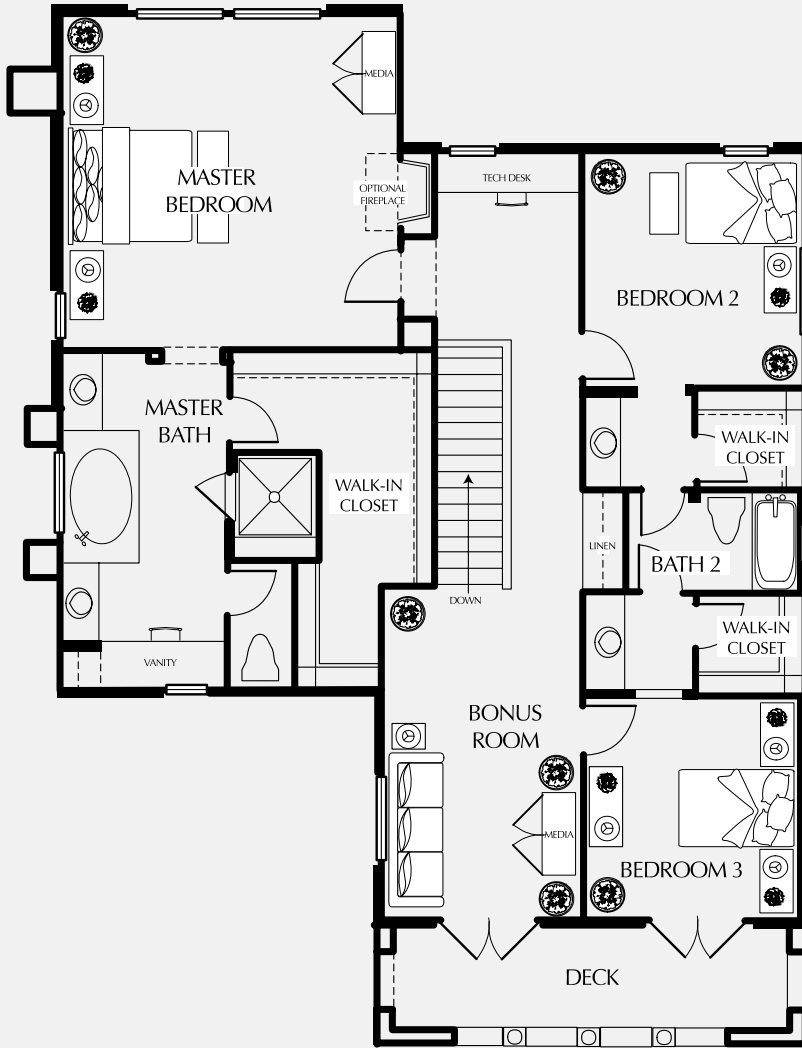 MEDIA
MASTER
BEDROOM
OPTIONAL
FIREPLACE
TECH DESK
BEDROOM 2
MASTER
BATH
WALK-IN
CLOSET
WALK-IN
CLOSET
LINEN
BATH 2
DOWN
WALK-IN
CLOSET
VANITY
BONUS
ROOM
MEDIA
BEDROOM 3
DECK